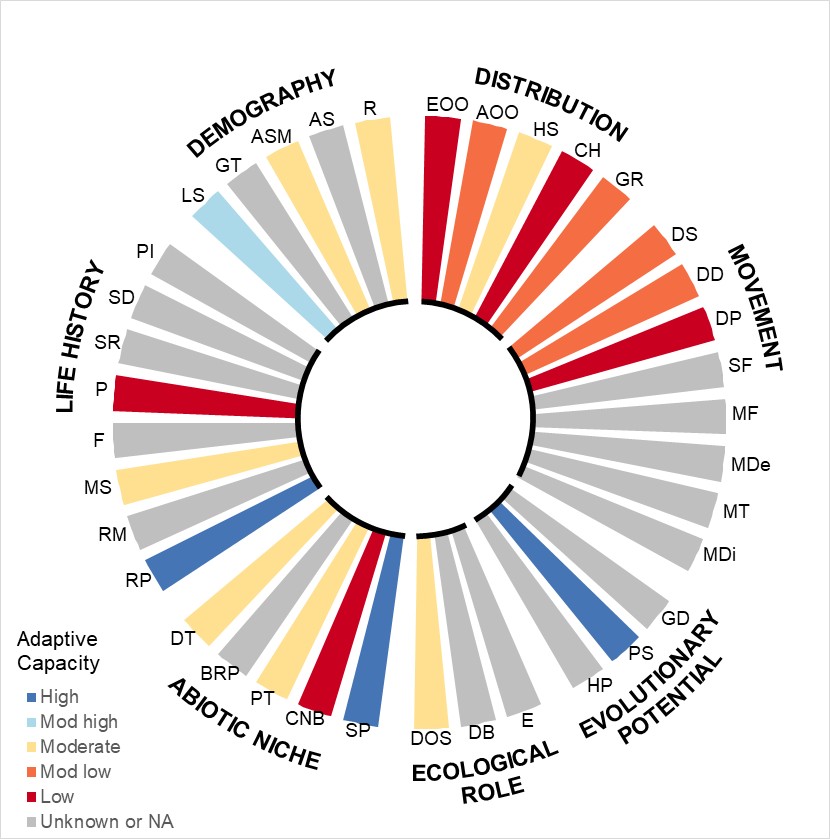 DISTRIBUTION
EOO
AOO
HS
CH
GR
MOVEMENT
DS
DD
DP
SF
MF
MDe
MT
MDi
EVOLUTIONARY
POTENTIAL
GD
PS
HP
ECOLOGICAL
ROLE
E
DB
DOS
ABIOTIC NICHE
SP
CNB
PT
BRP
DT
LIFE HISTORY
RP
RM
MS
F
P
SR
SD
PI
DEMOGRAPHY
LS
GT
ASM
AS
R
Adaptive
Capacity
High
Mod high
Moderate
Mod low
Low
Unknown or NA